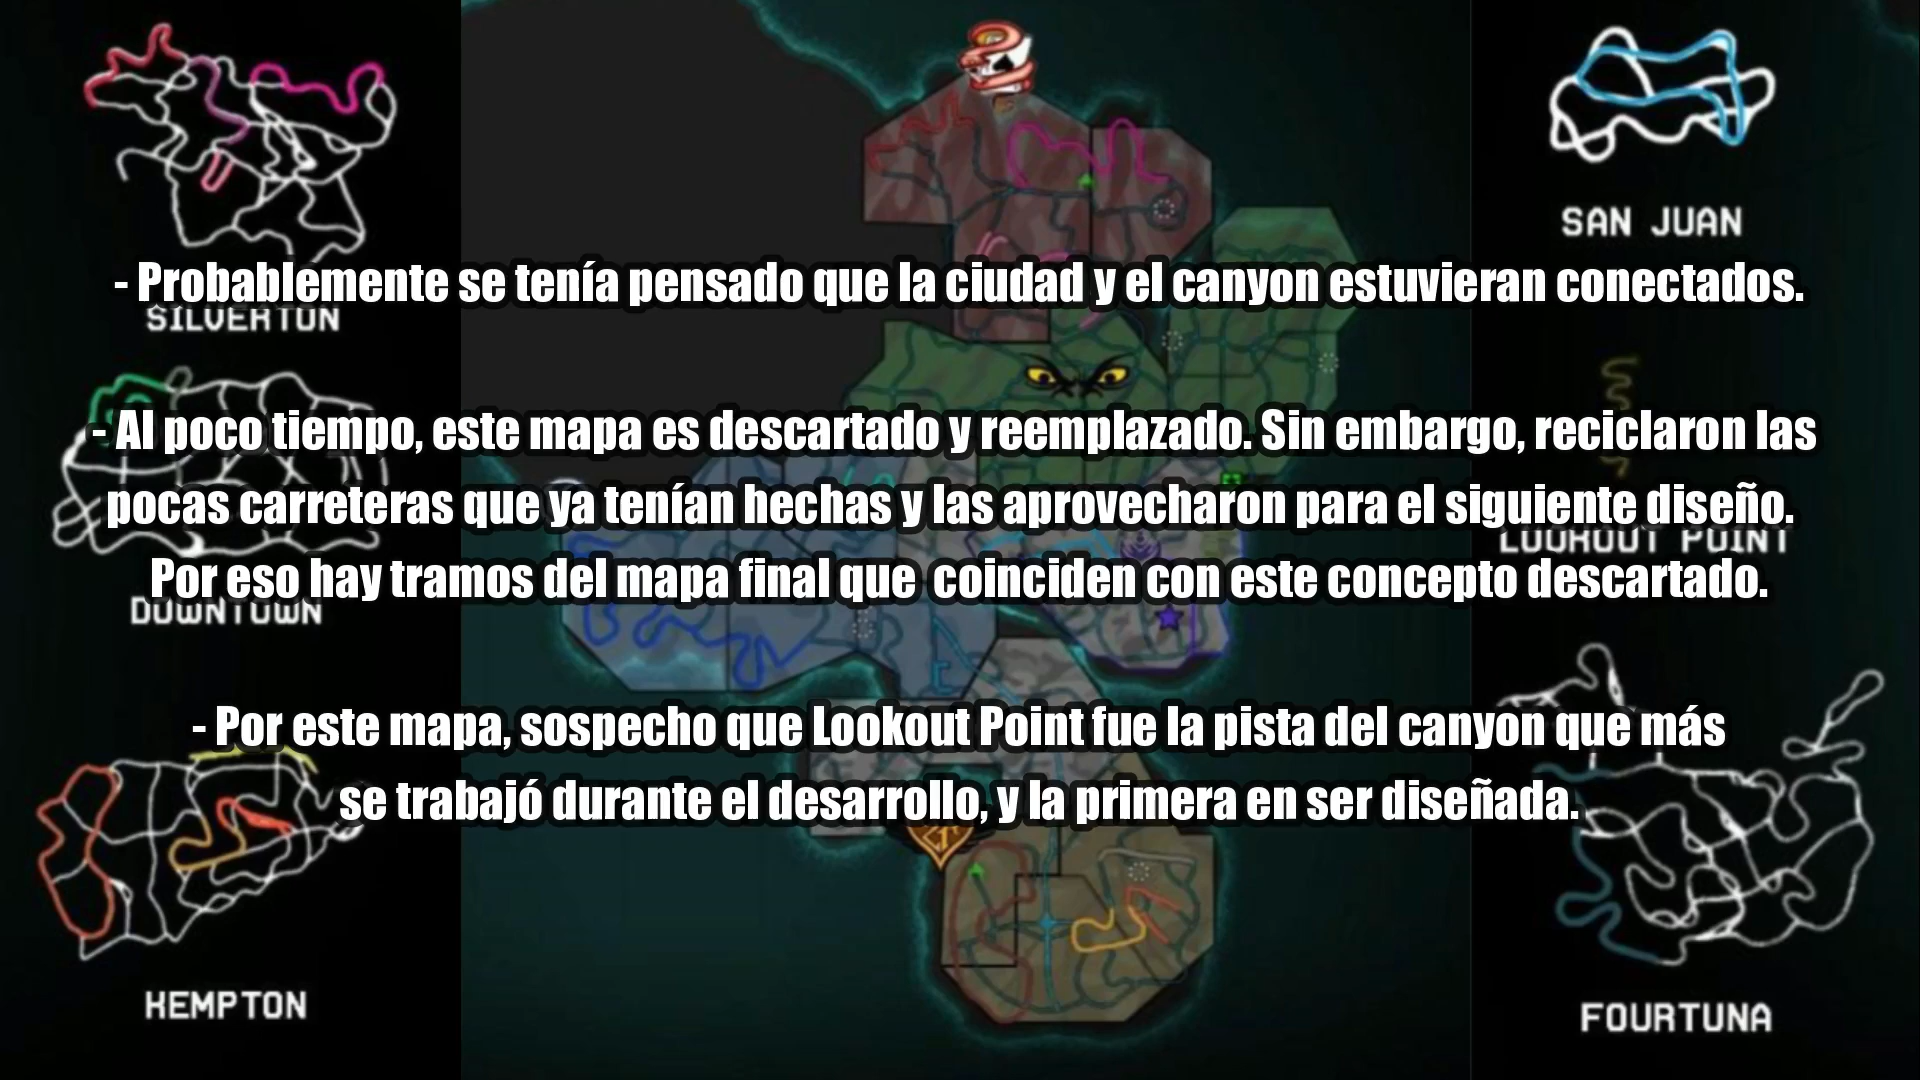 SAN JUAN
- Probablemente se tenía pensado que la ciudad y el canyon estuvieran conectados.
SILVERTON
- Al poco tiempo, este mapa es descartado y reemplazado. Sin embargo, reciclaron las
pocas carreteras que ya tenían hechas y las aprovecharon para el siguiente diseño.
LOOKOUT POINT
Por eso hay tramos del mapa final que coinciden con este concepto descartado.
DOWNTOWN
- Por este mapa, sospecho que Lookout Point fue la pista del canyon que más
se trabajó durante el desarrollo, y la primera en ser diseñada.
KEMPTON
FOURTUNA